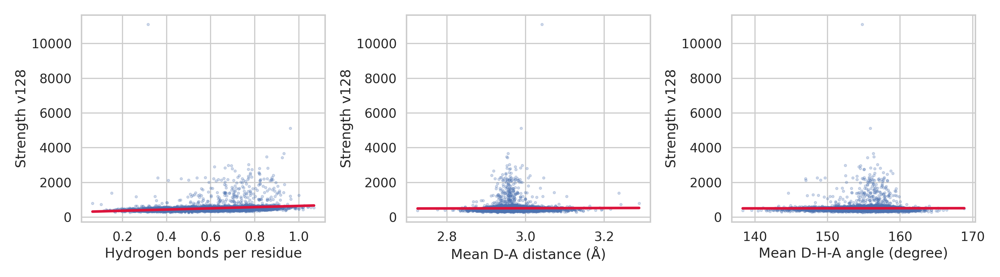 Strength v128
10000
8000
6000
4000
2000
0
0.2 0.4 0.6 0.8 1.0
Hydrogen bonds per residue
Strength v128
10000
8000
6000
4000
2000
0
2.8 3.0 3.2
Mean D-A distance (Å)
Strength v128
10000
8000
6000
4000
2000
0
140 150 160 170
Mean D-H-A angle (degree)